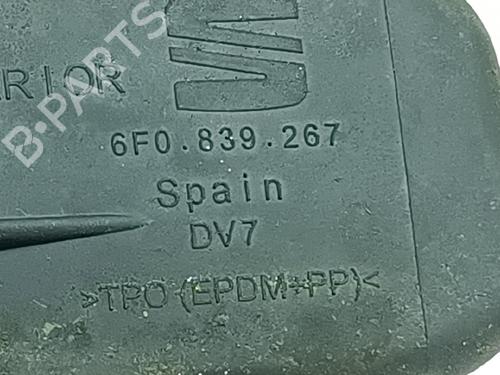 B-PARTS
RIOR
6F0.839.267
Spain
DV7
>TPO (EPDM+PP)<